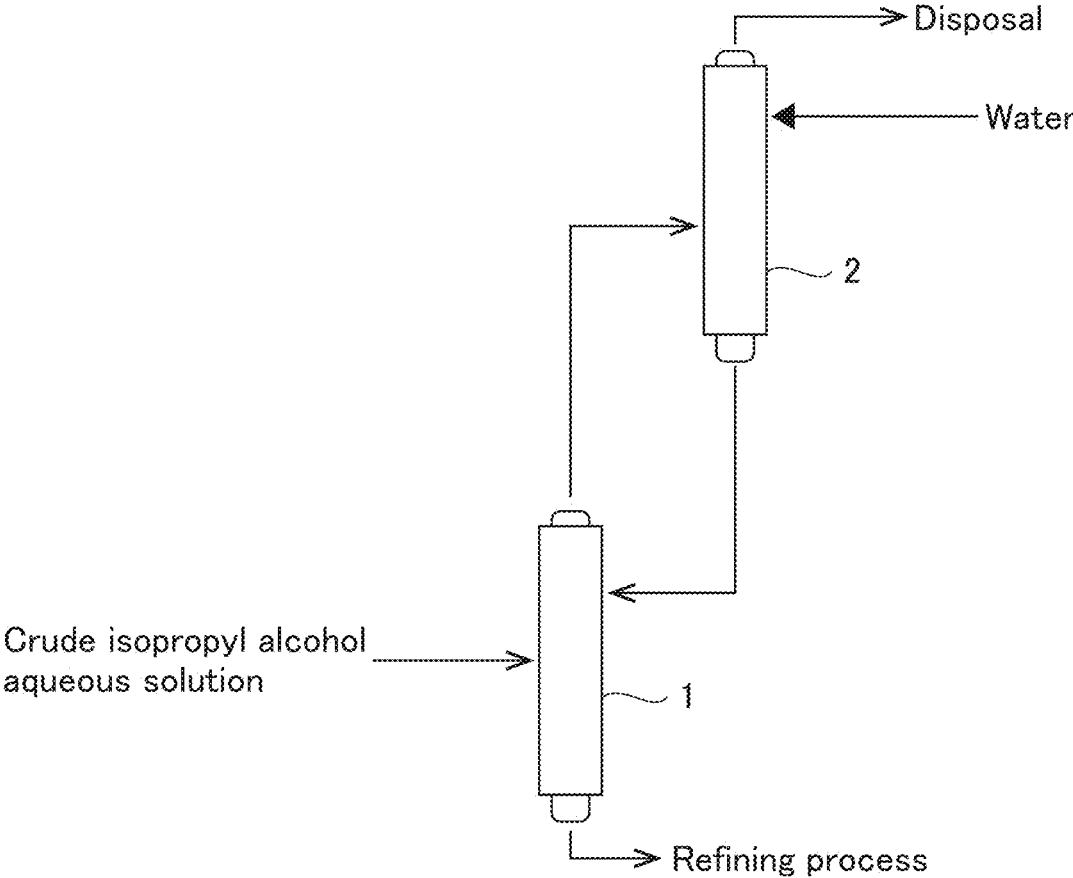 Disposal
Water
2
Crude isopropyl alcohol
aqueous solution
1
Refining process